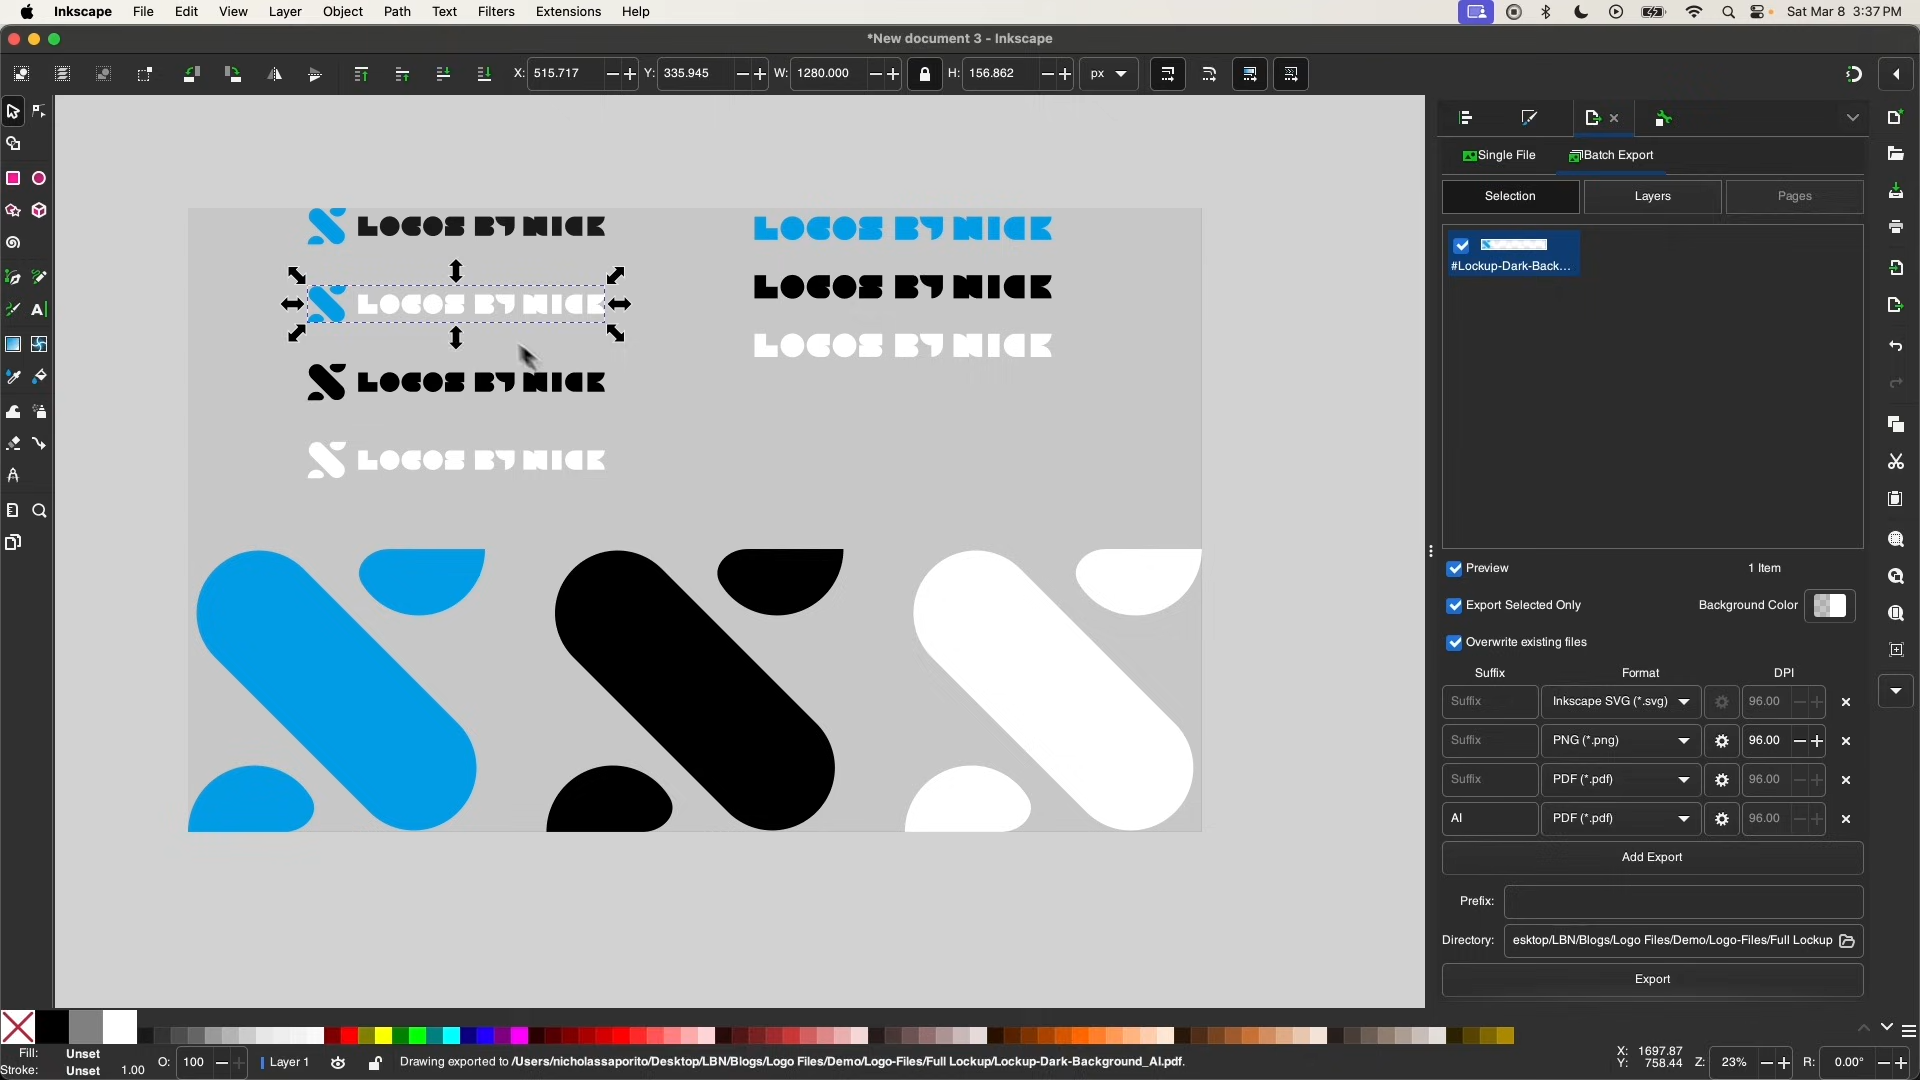 Inkscape File Edit View Layer Object Path Text Filters Extensions Help Sat Mar 8 3:37 PM
*New document 3 - Inkscape
X: 515.717 Y: 335.945 W: 1280.000 H: 156.862 px
Single File Batch Export
Selection Layers Pages
#Lockup-Dark-Back...
LOGOS BY NICK
LOGOS BY NICK
LOGOS BY NICK
LOGOS BY NICK
LOGOS BY NICK
LOGOS BY NICK
LOGOS BY NICK
Preview 1 Item
Export Selected Only Background Color
Overwrite existing files
Suffix Format DPI
Suffix Inkscape SVG (*.svg) 96.00
Suffix PNG (*.png) 96.00
Suffix PDF (*.pdf) 96.00
AI PDF (*.pdf) 96.00
Add Export
Prefix:
Directory: esktop/LBN/Blogs/Logo Files/Demo/Logo-Files/Full Lockup
Export
Fill: Unset
Stroke: Unset 1.00
O: 100 Layer 1 Drawing exported to /Users/nicholassaporito/Desktop/LBN/Blogs/Logo Files/Demo/Logo-Files/Full Lockup/Lockup-Dark-Background_AI.pdf.
X: 1697.87
Y: 758.44
Z: 23% R: 0.00°